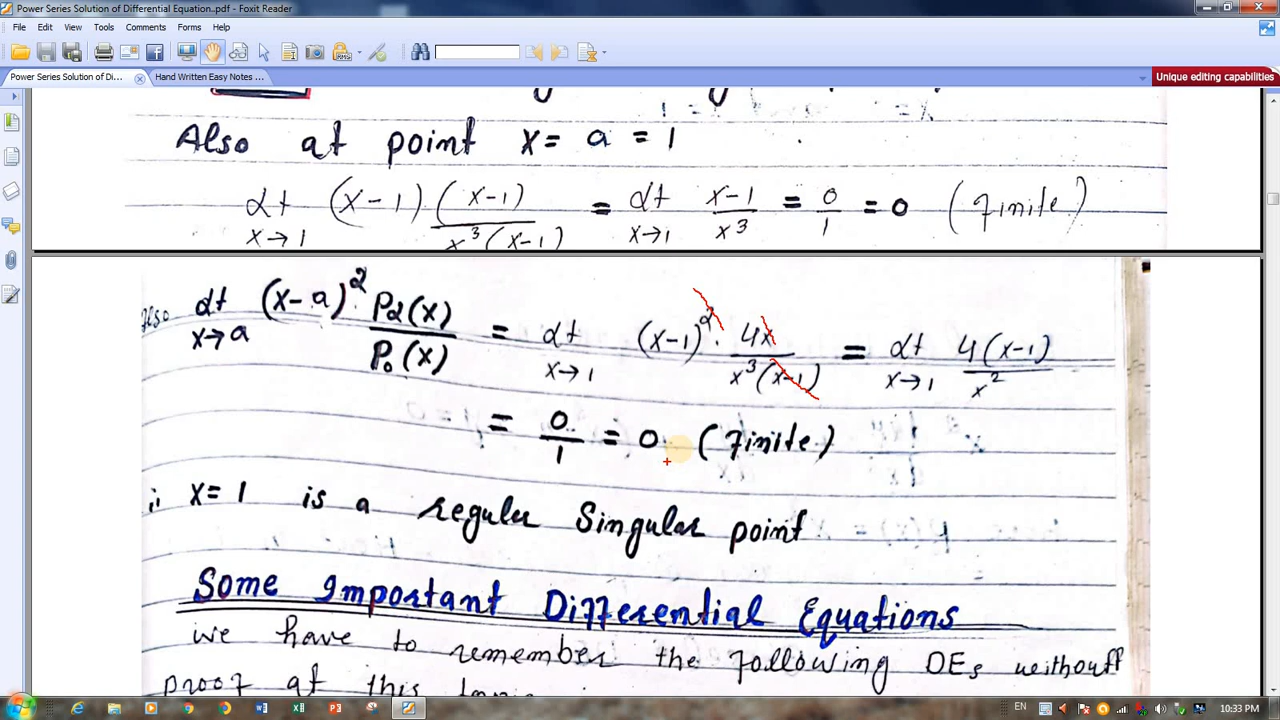 Power Series Solution of Differential Equation..pdf - Foxit Reader
File Edit View Tools Comments Forms Help
Power Series Solution of Di... Hand Written Easy Notes ... Unique editing capabilities
Also at point x = a = 1
Lt x→1 (x-1) (x-1)/x³(x-1) = Lt x→1 x-1/x³ = 0/1 = 0 (finite)
Also Lt x→a (x-a)² P₂(x)/P₀(x) = Lt x→1 (x-1)² · 4x/x³(x-1) = Lt x→1 4(x-1)/x²
= 0/1 = 0 (finite)
∴ x = 1 is a regular Singular point
Some Important Differential Equations
we have to remember the following DEs without
proof at this
EN 10:33 PM